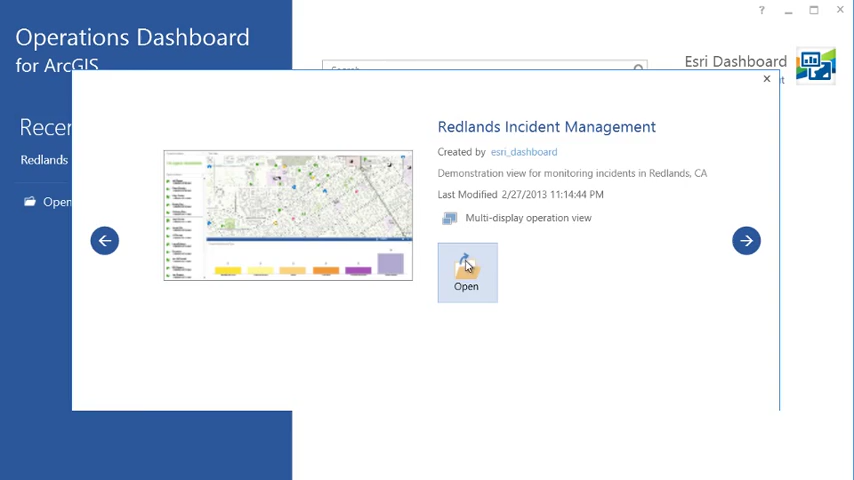 ?
Operations Dashboard
for ArcGIS
Esri Dashboard
Redlands Incident Management
Created by esri_dashboard
Demonstration view for monitoring incidents in Redlands, CA
Last Modified 2/27/2013 11:14:44 PM
Multi-display operation view
Open
Recen
Redlands
Open